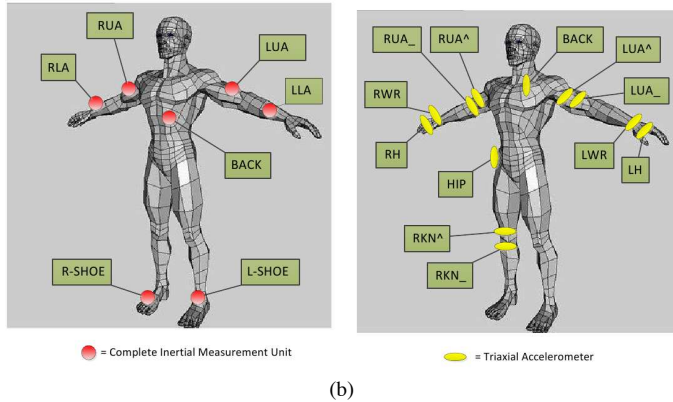 RUA
LUA
RLA
LLA
BACK
R-SHOE
L-SHOE
= Complete Inertial Measurement Unit
RUA_
RUA^
BACK
LUA^
RWR
LUA_
RH
LWR
LH
HIP
RKN^
RKN_
= Triaxial Accelerometer
(b)